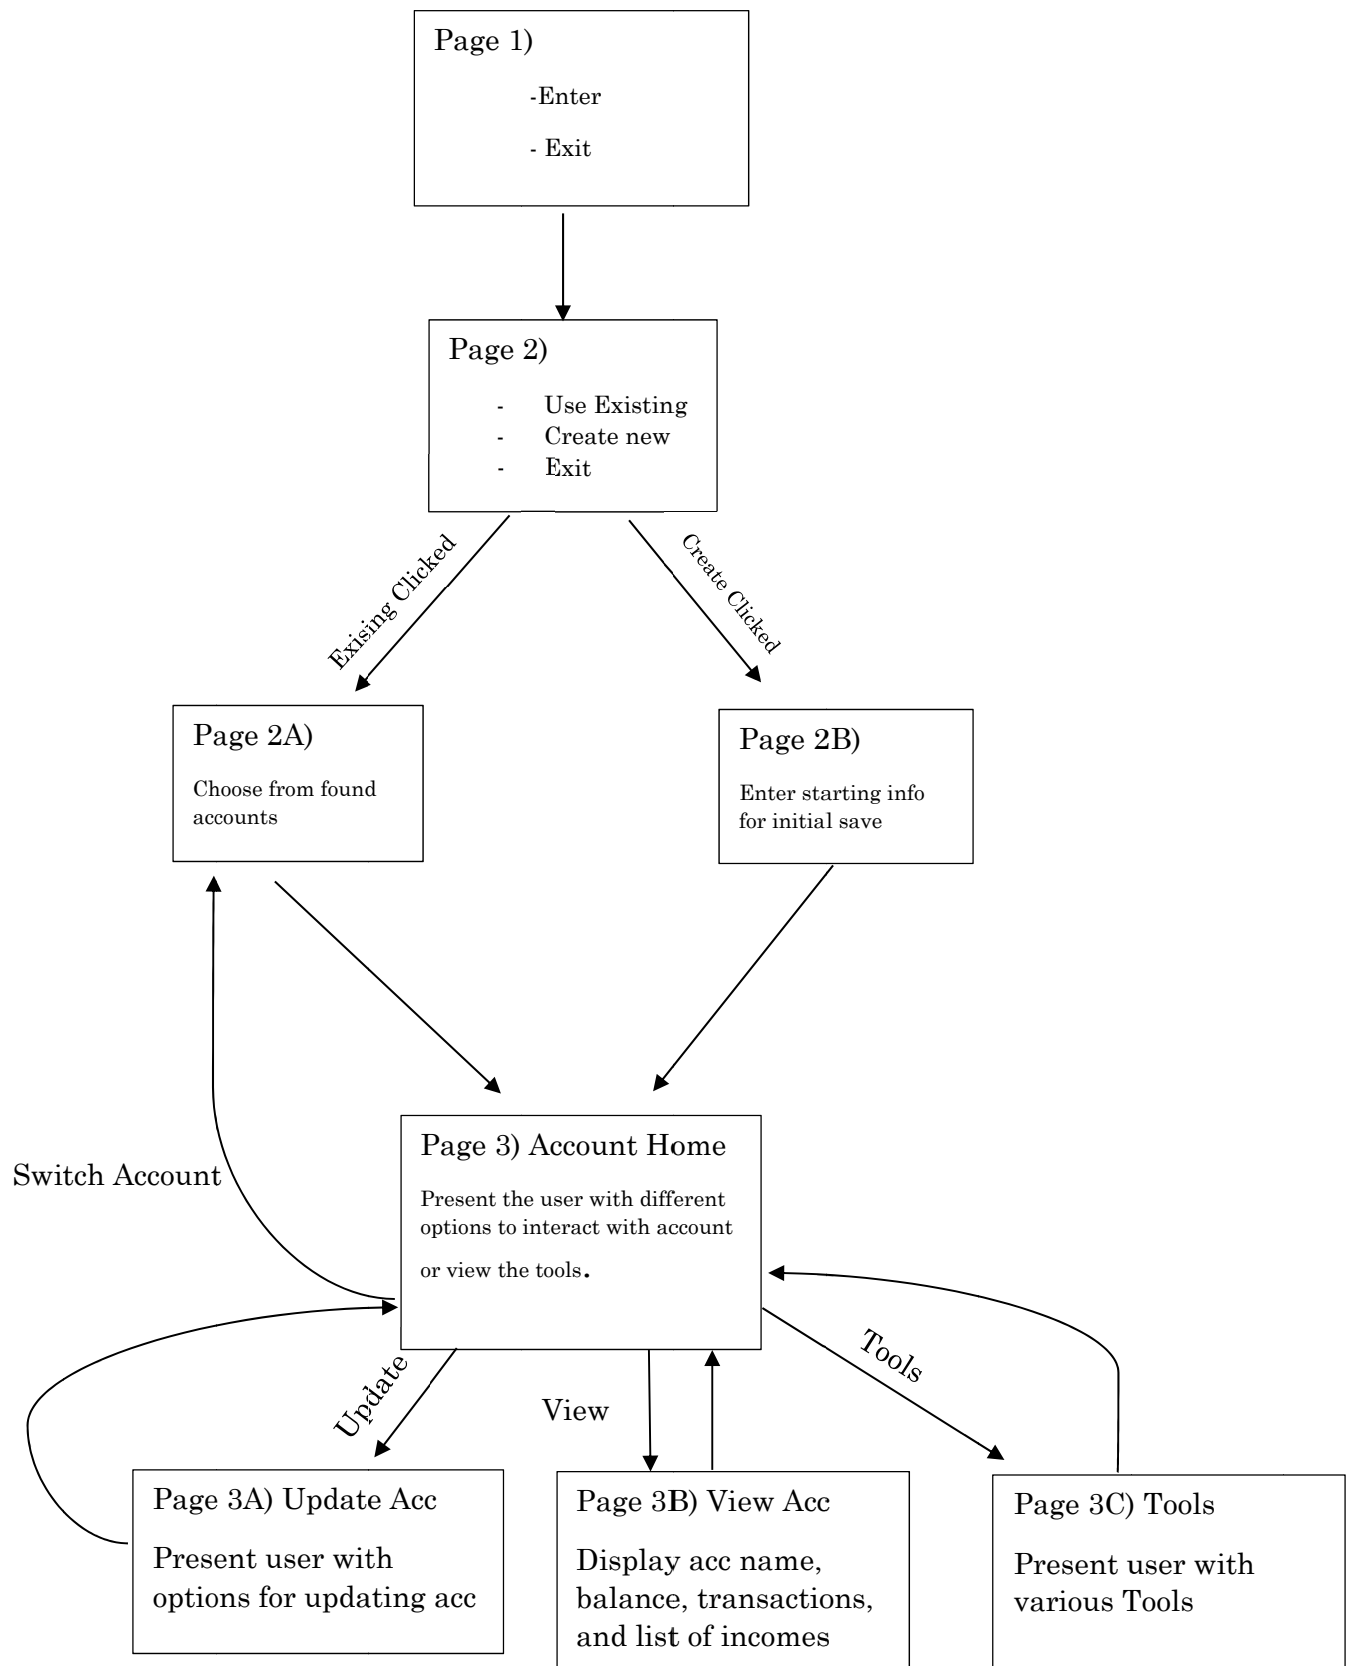 Page 1)
-Enter
- Exit
Page 2)
- Use Existing
- Create new
- Exit
Exising Clicked
Create Clicked
Page 2A)
Choose from found
accounts
Page 2B)
Enter starting info
for initial save
Switch Account
Page 3) Account Home
Present the user with different
options to interact with account
or view the tools.
Update
View
Tools
Page 3A) Update Acc
Present user with
options for updating acc
Page 3B) View Acc
Display acc name,
balance, transactions,
and list of incomes
Page 3C) Tools
Present user with
various Tools